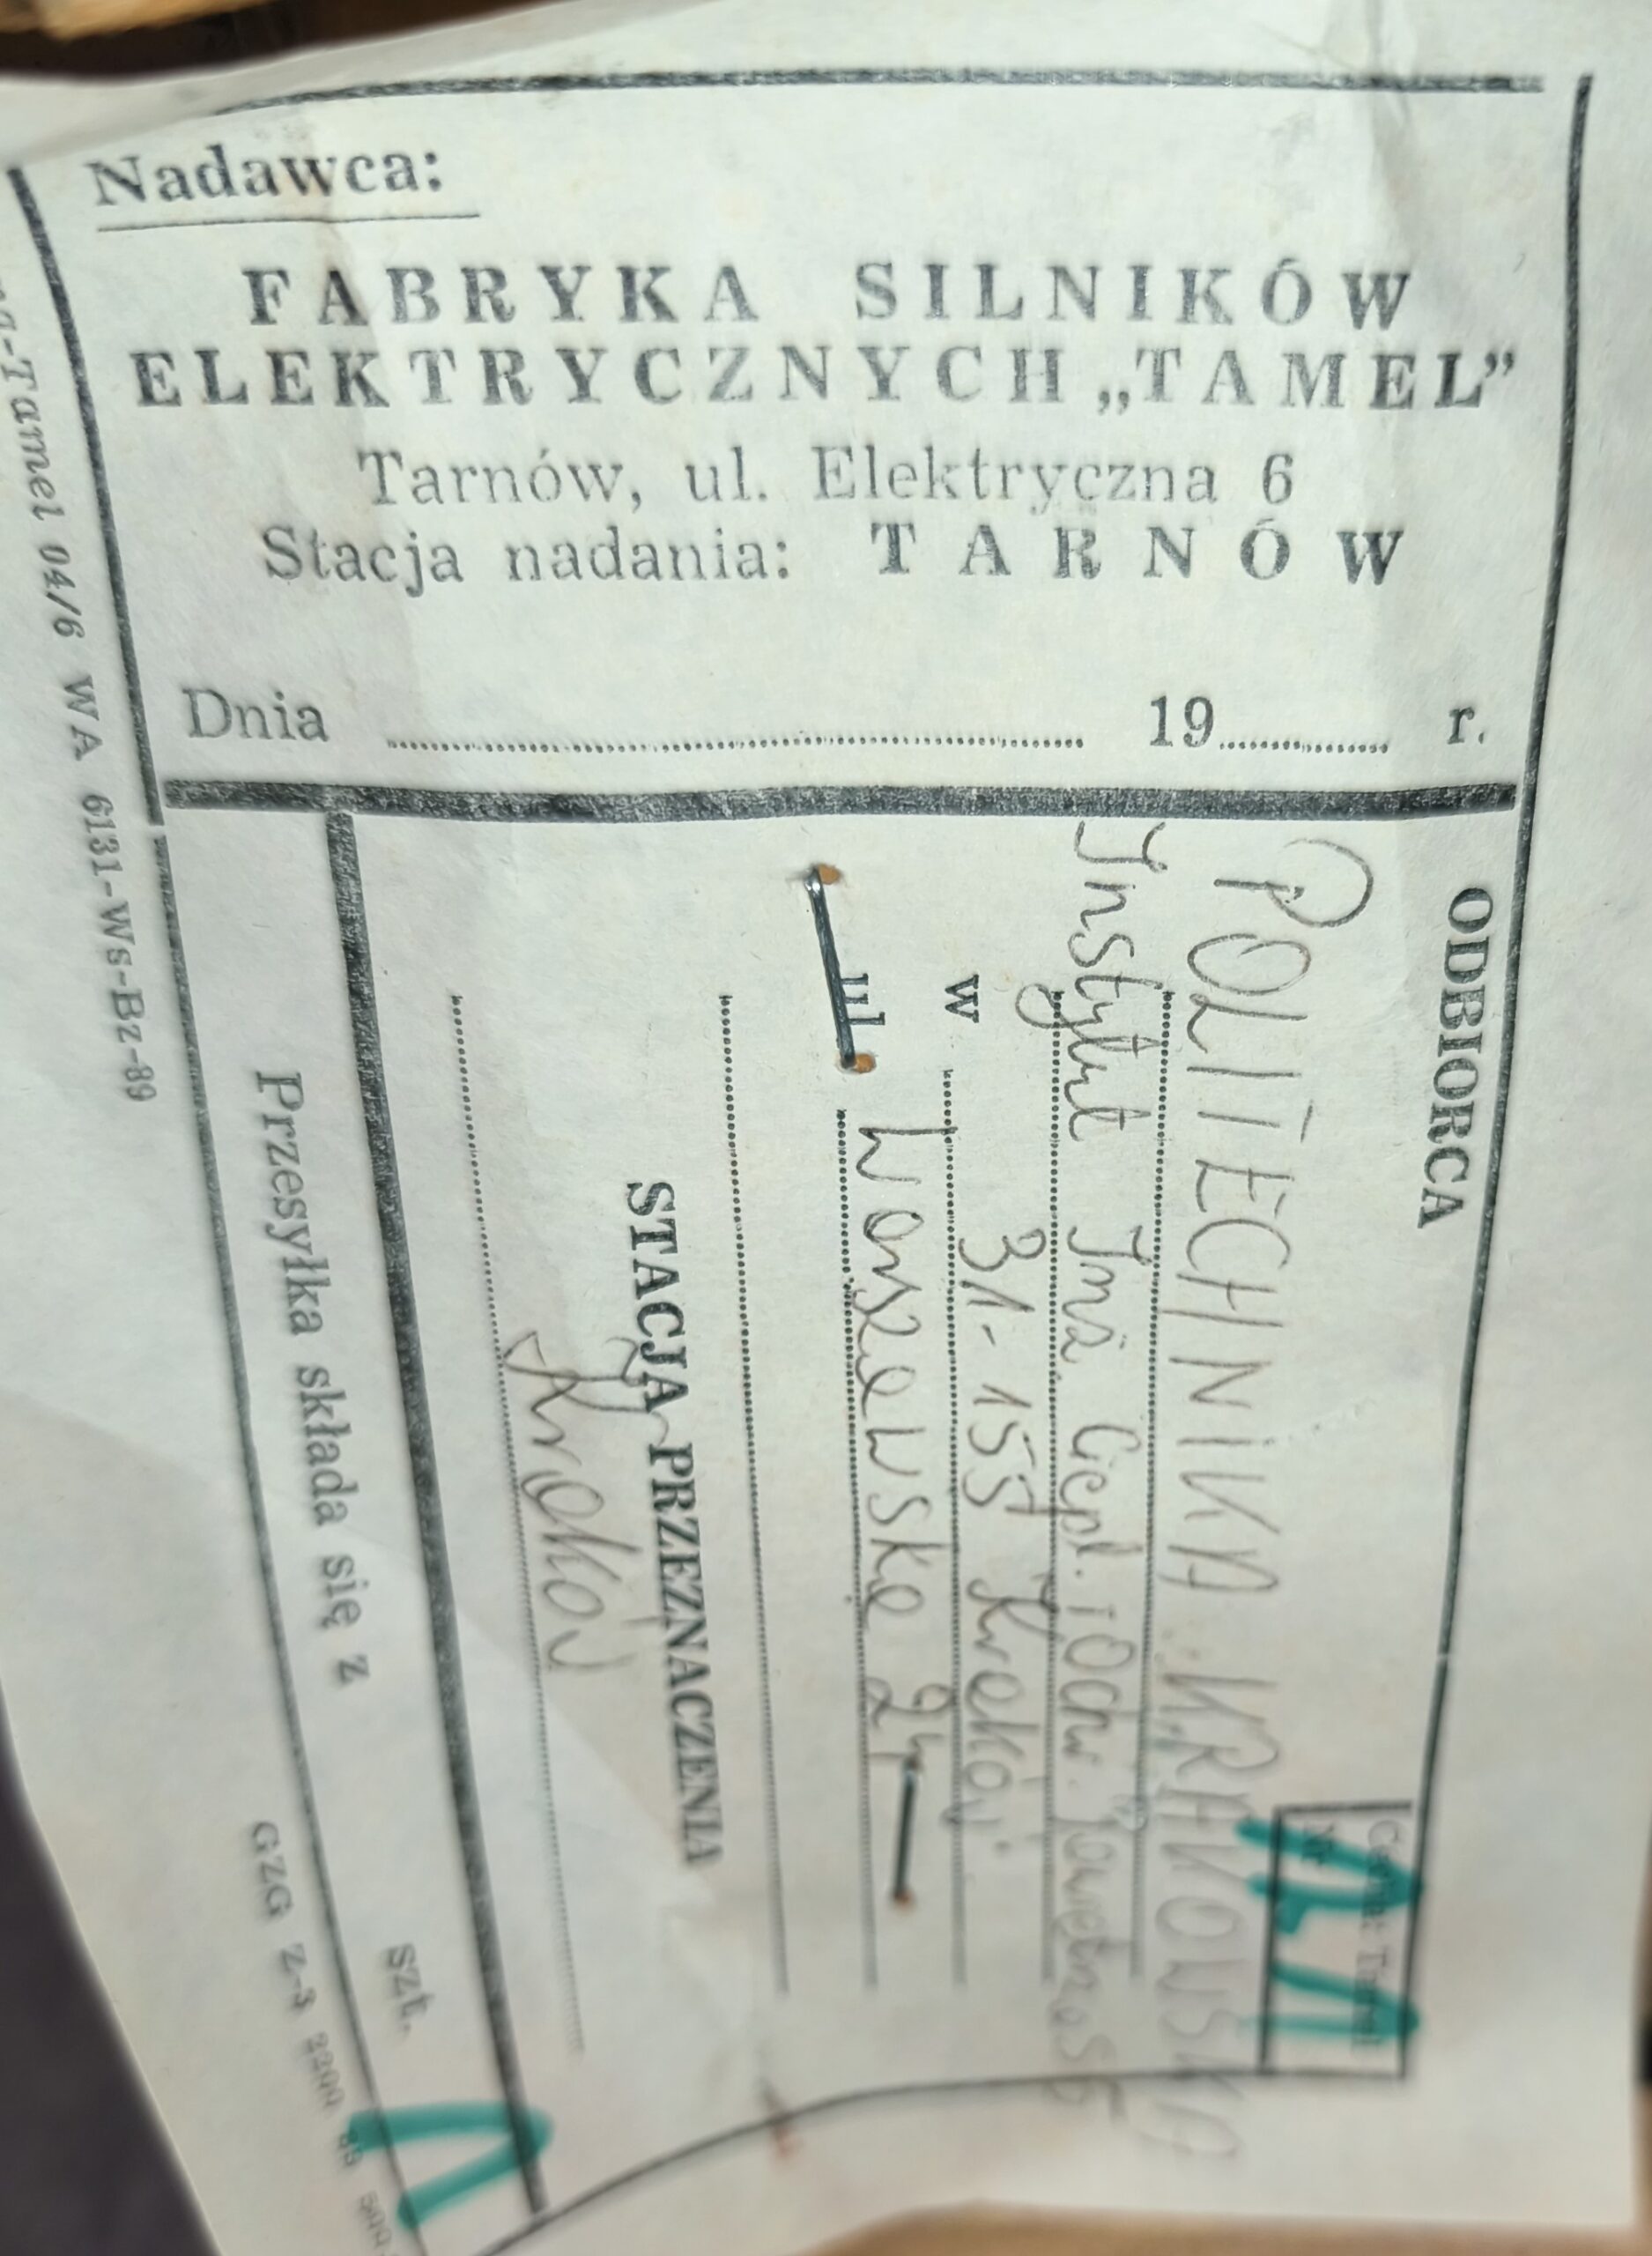 Nadawca:
FABRYKA SILNIKÓW
ELEKTRYCZNYCH „TAMEL”
Tarnów, ul. Elektryczna 6
Stacja nadania: TARNÓW
Dnia 19 r.
ODBIORCA
Nr
POLITECHNIKA KRAKOWSKA
Instytut Inż. Ciepl. i Ochr. Powietrza
w 31-155 Kraków
ul. Warszawska 24
STACJA PRZEZNACZENIA
Kraków
Przesyłka składa się z szt.
Tamel 04/6 WA 6131-Ws-Bz-89
GZG Z-3